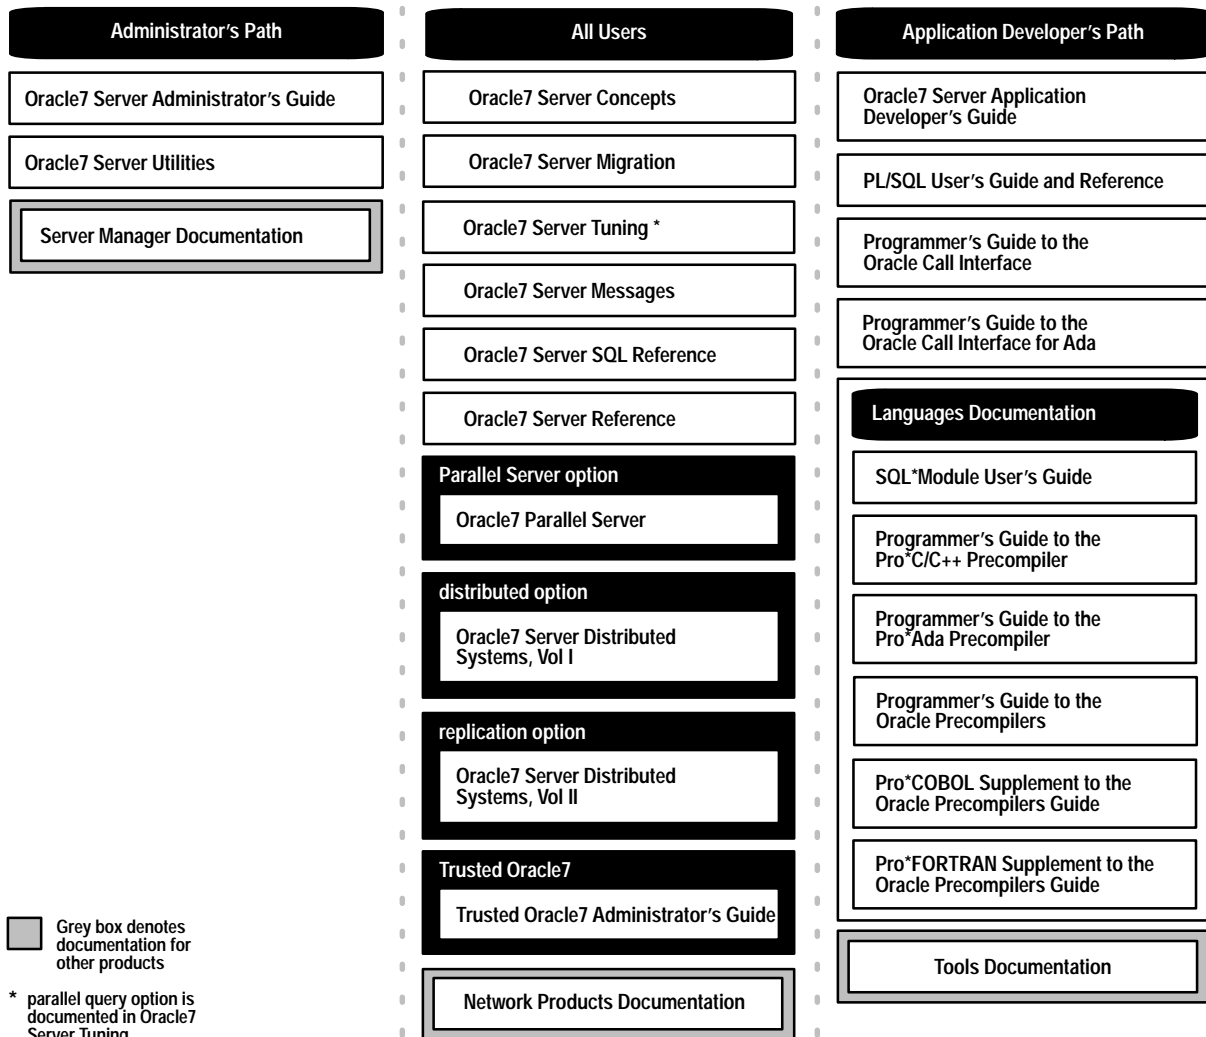 Administrator's Path
Oracle7 Server Administrator's Guide
Oracle7 Server Utilities
Server Manager Documentation
Grey box denotes
documentation for
other products
* parallel query option is
documented in Oracle7
Server Tuning
All Users
Oracle7 Server Concepts
Oracle7 Server Migration
Oracle7 Server Tuning *
Oracle7 Server Messages
Oracle7 Server SQL Reference
Oracle7 Server Reference
Parallel Server option
Oracle7 Parallel Server
distributed option
Oracle7 Server Distributed
Systems, Vol I
replication option
Oracle7 Server Distributed
Systems, Vol II
Trusted Oracle7
Trusted Oracle7 Administrator's Guide
Network Products Documentation
Application Developer's Path
Oracle7 Server Application
Developer's Guide
PL/SQL User's Guide and Reference
Programmer's Guide to the
Oracle Call Interface
Programmer's Guide to the
Oracle Call Interface for Ada
Languages Documentation
SQL*Module User's Guide
Programmer's Guide to the
Pro*C/C++ Precompiler
Programmer's Guide to the
Pro*Ada Precompiler
Programmer's Guide to the
Oracle Precompilers
Pro*COBOL Supplement to the
Oracle Precompilers Guide
Pro*FORTRAN Supplement to the
Oracle Precompilers Guide
Tools Documentation